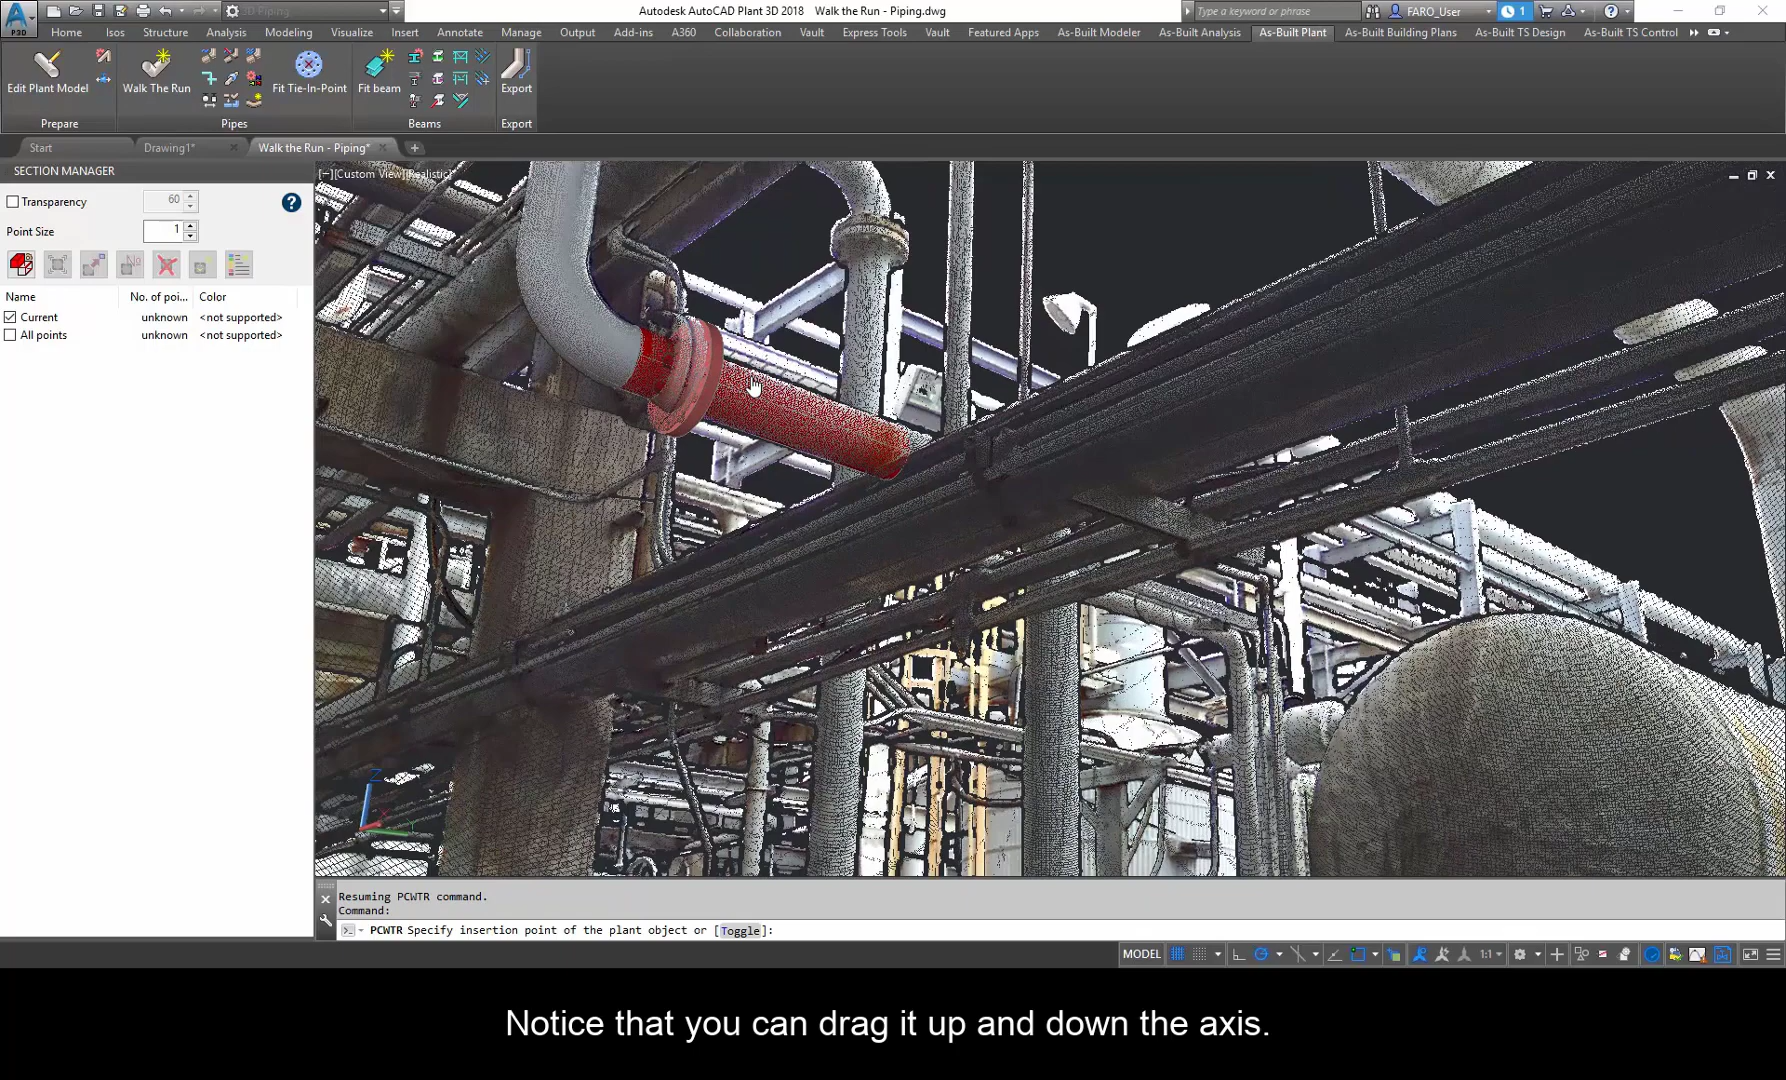 Autodesk AutoCAD Plant 3D 2018 Walk the Run - Piping.dwg
3D Piping
Type a keyword or phrase
FARO_User
1
P3D
Home Isos Structure Analysis Modeling Visualize Insert Annotate Manage Output Add-ins A360 Collaboration Vault Express Tools Vault Featured Apps As-Built Modeler As-Built Analysis As-Built Plant As-Built Building Plans As-Built TS Design As-Built TS Control
Edit Plant Model Walk The Run Fit Tie-In-Point Fit beam Export
Prepare Pipes Beams Export
Start Drawing1* Walk the Run - Piping*
SECTION MANAGER
[−][Custom View][Realistic]
Transparency 60
Point Size 1
Name No. of poi... Color
Current unknown <not supported>
All points unknown <not supported>
Z
Resuming PCWTR command.
Command:
PCWTR Specify insertion point of the plant object or [Toggle]:
MODEL 1:1
Notice that you can drag it up and down the axis.